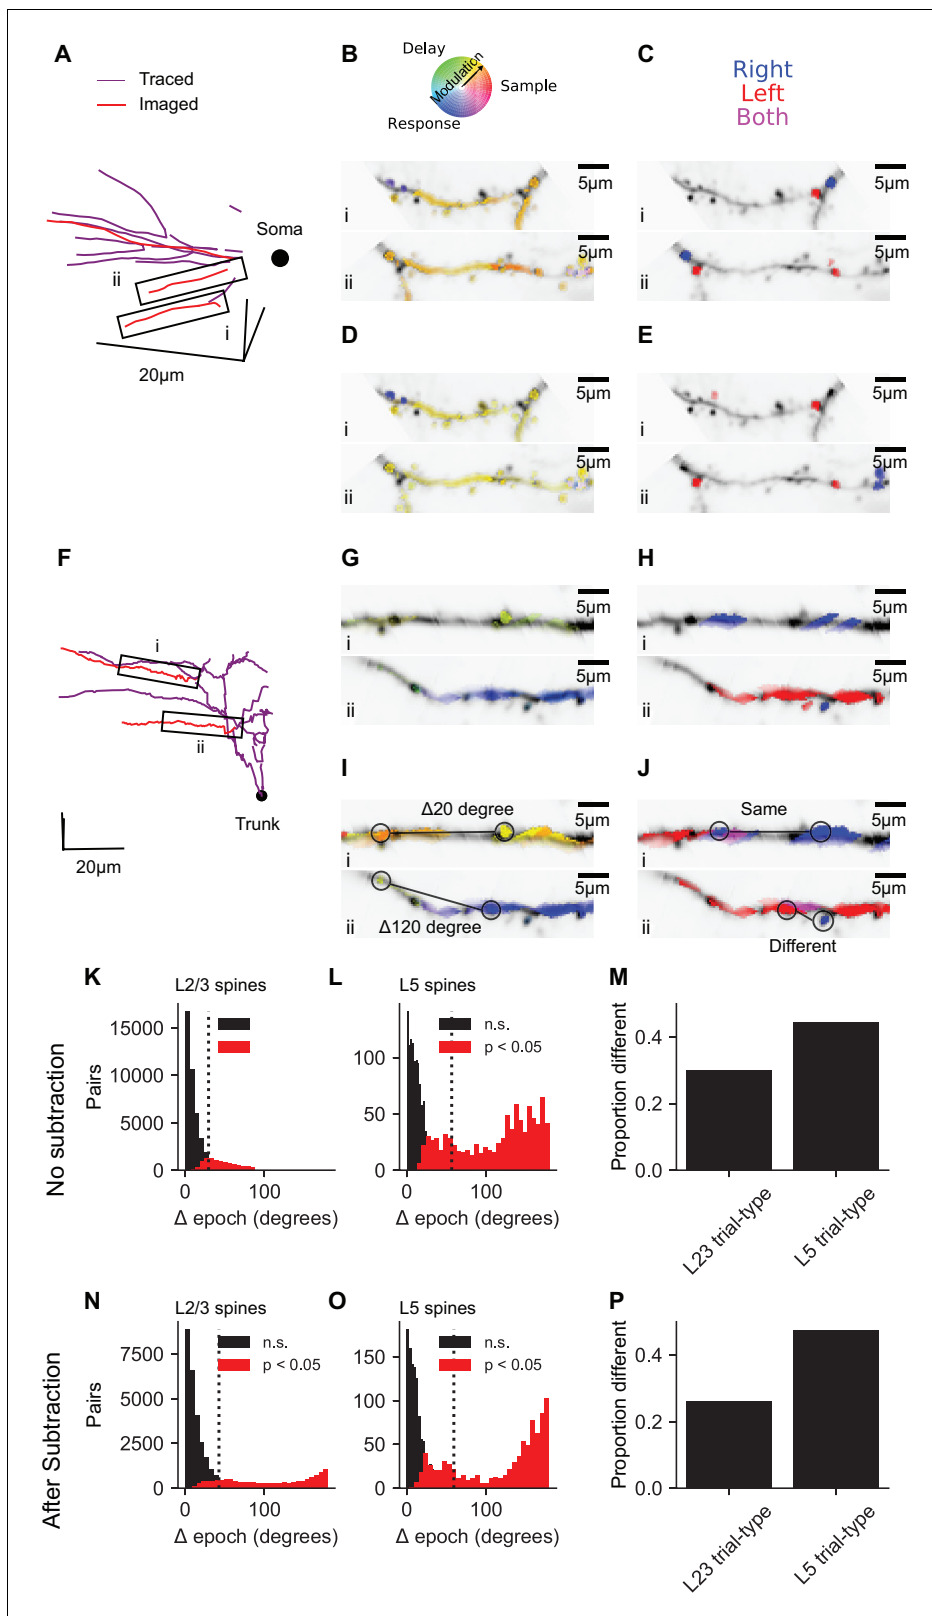 A
Traced
Imaged
Soma
ii
i
20µm
B
Delay
Modulation
Sample
Response
i
5µm
ii
5µm
C
Right
Left
Both
i
5µm
ii
5µm
D
i
5µm
ii
5µm
E
i
5µm
ii
5µm
F
i
ii
Trunk
20µm
G
i
5µm
ii
5µm
H
i
5µm
ii
5µm
I
Δ20 degree
i
5µm
ii
Δ120 degree
5µm
J
Same
i
5µm
ii
Different
5µm
No subtraction
K
L2/3 spines
Pairs
15000
10000
5000
0
0 100
Δ epoch (degrees)
L
L5 spines
n.s.
p < 0.05
100
50
0
0 100
Δ epoch (degrees)
M
Proportion different
0.4
0.2
0.0
L23 trial-type
L5 trial-type
After Subtraction
N
L2/3 spines
n.s.
p < 0.05
Pairs
7500
5000
2500
0
0 100
Δ epoch (degrees)
O
L5 spines
n.s.
p < 0.05
150
100
50
0
0 100
Δ epoch (degrees)
P
Proportion different
0.4
0.2
0.0
L23 trial-type
L5 trial-type